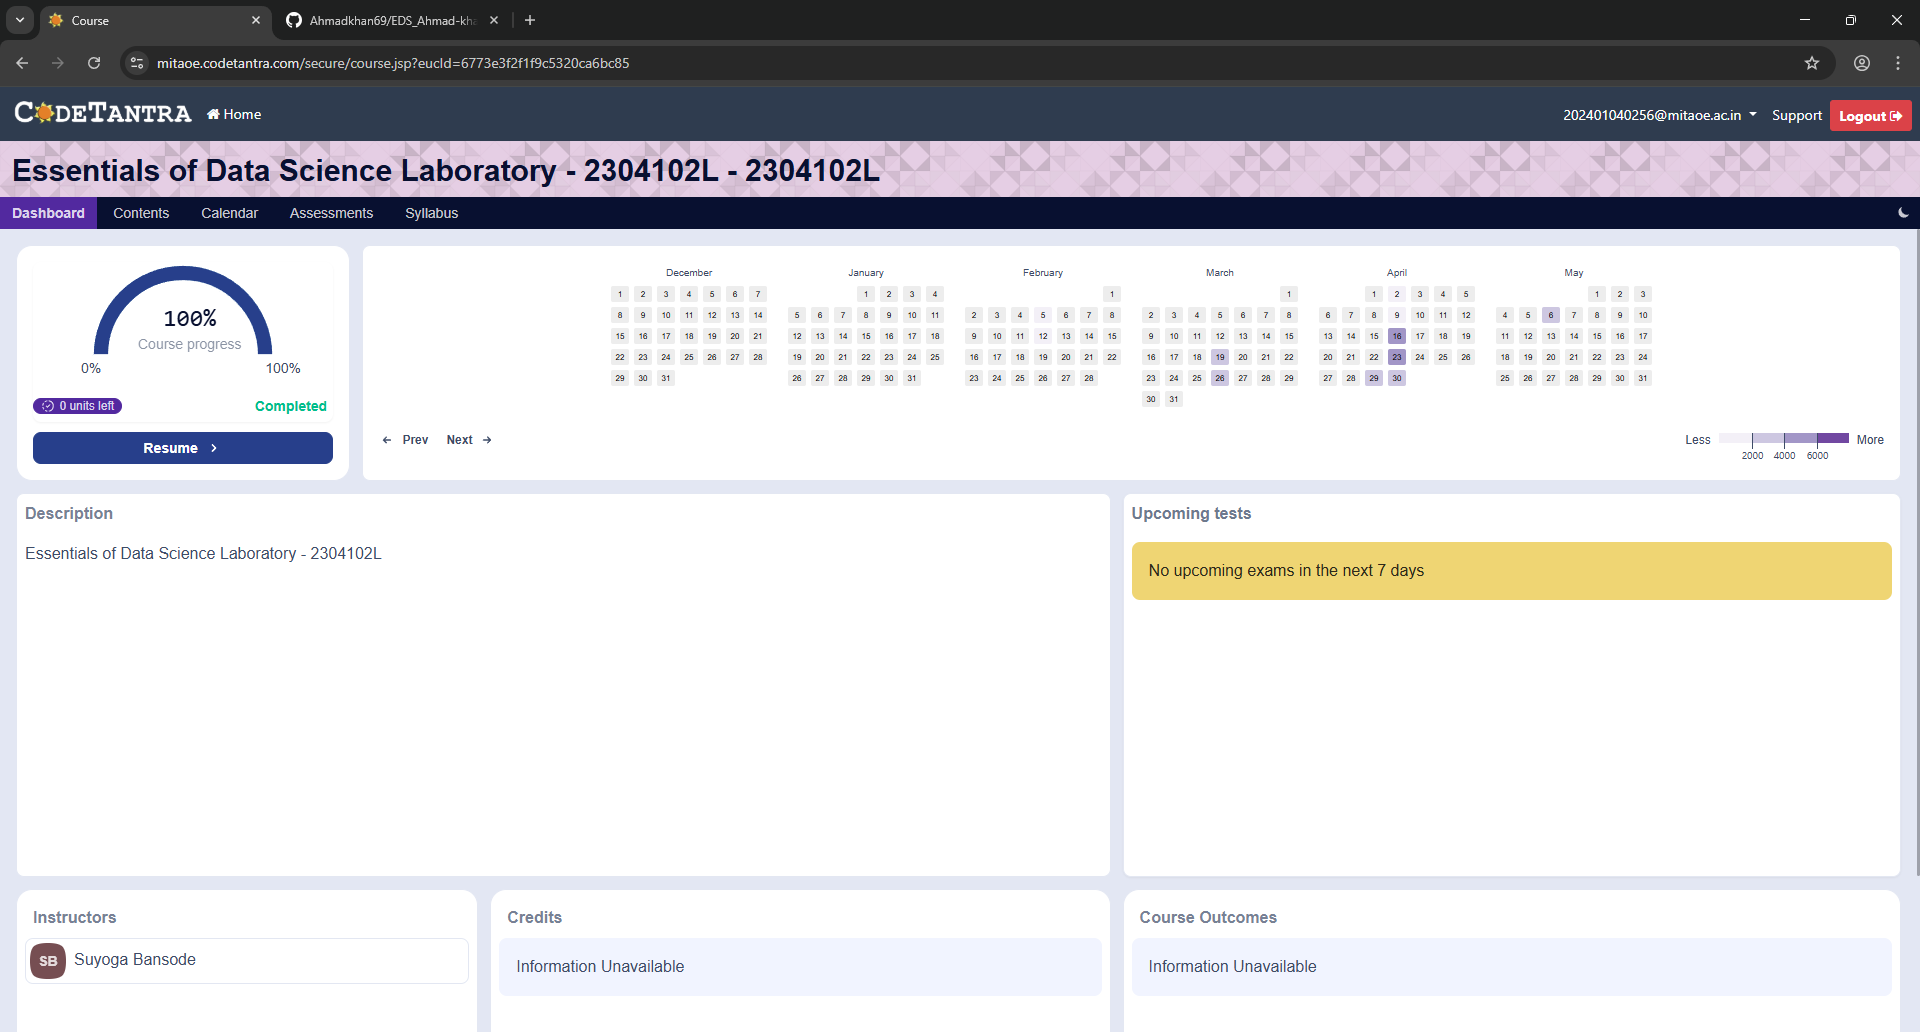 Course
Ahmadkhan69/EDS_Ahmad-kha
mitaoe.codetantra.com/secure/course.jsp?eucId=6773e3f2f1f9c5320ca6bc85
CODETANTRA
Home
202401040256@mitaoe.ac.in
Support
Logout
Essentials of Data Science Laboratory - 2304102L - 2304102L
Dashboard
Contents
Calendar
Assessments
Syllabus
100%
Course progress
0%
100%
0 units left
Completed
Resume
December
1 2 3 4 5 6 7
8 9 10 11 12 13 14
15 16 17 18 19 20 21
22 23 24 25 26 27 28
29 30 31
January
1 2 3 4
5 6 7 8 9 10 11
12 13 14 15 16 17 18
19 20 21 22 23 24 25
26 27 28 29 30 31
February
1
2 3 4 5 6 7 8
9 10 11 12 13 14 15
16 17 18 19 20 21 22
23 24 25 26 27 28
March
1
2 3 4 5 6 7 8
9 10 11 12 13 14 15
16 17 18 19 20 21 22
23 24 25 26 27 28 29
30 31
April
1 2 3 4 5
6 7 8 9 10 11 12
13 14 15 16 17 18 19
20 21 22 23 24 25 26
27 28 29 30
May
1 2 3
4 5 6 7 8 9 10
11 12 13 14 15 16 17
18 19 20 21 22 23 24
25 26 27 28 29 30 31
Prev
Next
Less
More
2000 4000 6000
Description
Essentials of Data Science Laboratory - 2304102L
Upcoming tests
No upcoming exams in the next 7 days
Instructors
SB
Suyoga Bansode
Credits
Information Unavailable
Course Outcomes
Information Unavailable